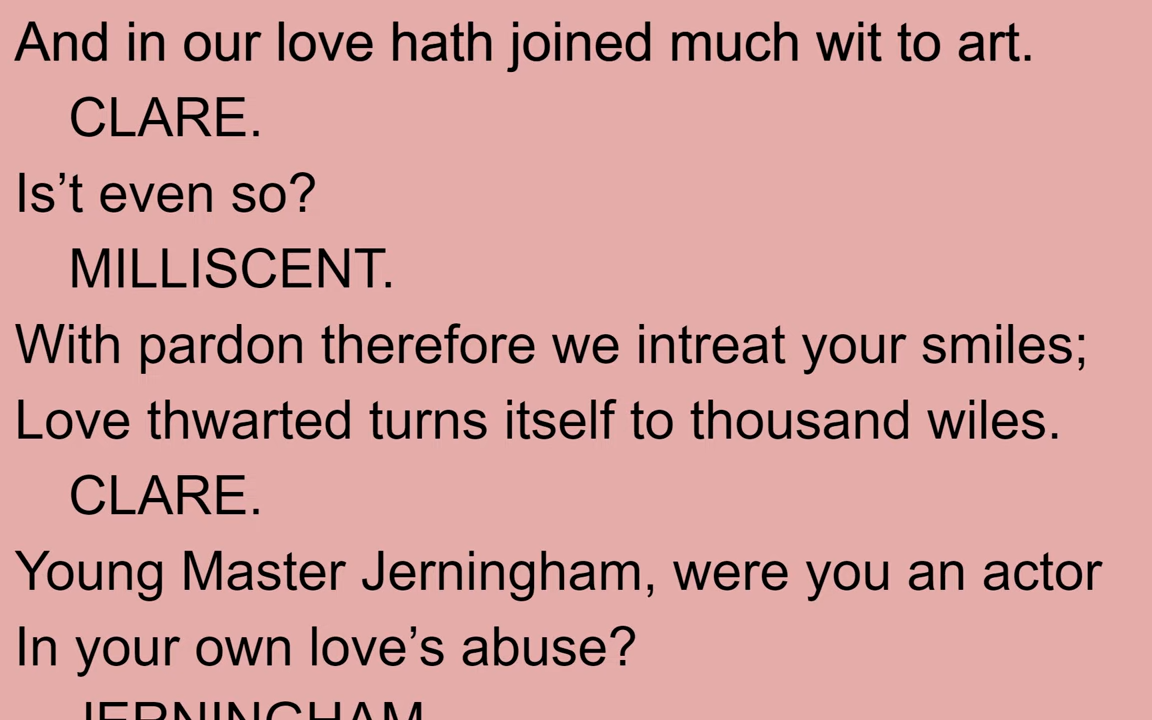 And in our love hath joined much wit to art.
CLARE.
Is’t even so?
MILLISCENT.
With pardon therefore we intreat your smiles;
Love thwarted turns itself to thousand wiles.
CLARE.
Young Master Jerningham, were you an actor
In your own love’s abuse?
JERNINGHAM.